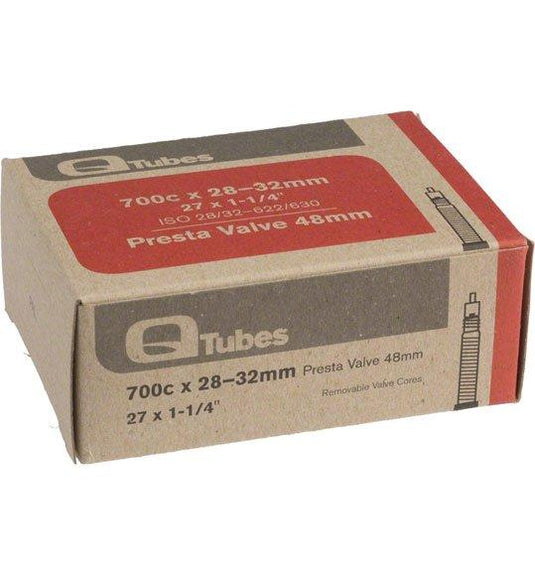 Q Tubes
700c x 28–32mm
27 x 1-1/4"
ISO 28/32-622/630
Presta Valve 48mm
Q Tubes
700c x 28–32mm Presta Valve 48mm
27 x 1-1/4" Removable Valve Cores